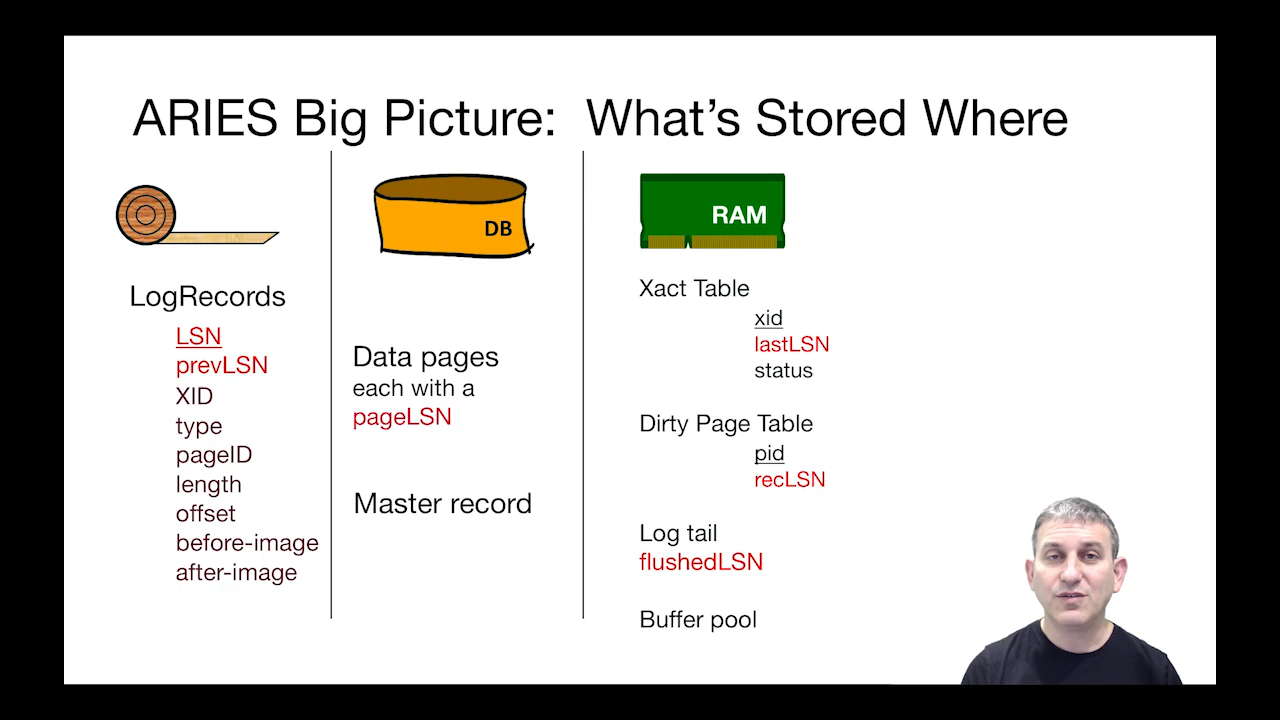 ARIES Big Picture: What's Stored Where
LogRecords
LSN
prevLSN
XID
type
pageID
length
offset
before-image
after-image
DB
Data pages
each with a
pageLSN
Master record
RAM
Xact Table
xid
lastLSN
status
Dirty Page Table
pid
recLSN
Log tail
flushedLSN
Buffer pool